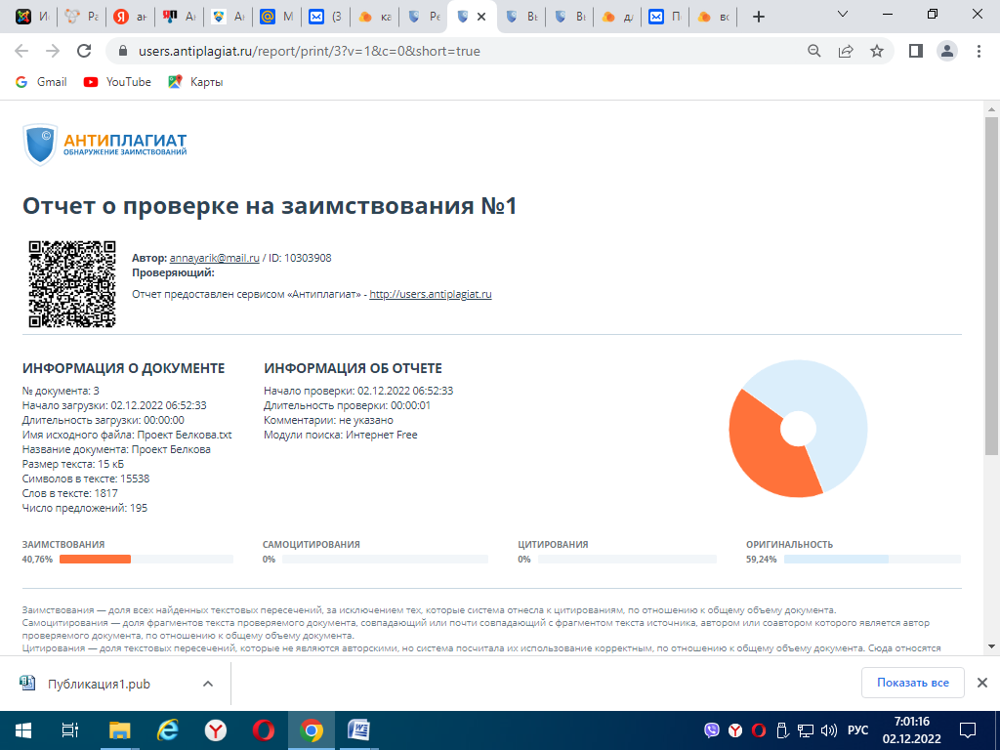 users.antiplagiat.ru/report/print/3?v=1&c=0&short=true
Gmail
YouTube
Карты
АНТИПЛАГИАТ
ОБНАРУЖЕНИЕ ЗАИМСТВОВАНИЙ
Отчет о проверке на заимствования №1
Автор: annayarik@mail.ru / ID: 10303908
Проверяющий:
Отчет предоставлен сервисом «Антиплагиат» - http://users.antiplagiat.ru
ИНФОРМАЦИЯ О ДОКУМЕНТЕ
№ документа: 3
Начало загрузки: 02.12.2022 06:52:33
Длительность загрузки: 00:00:00
Имя исходного файла: Проект Белкова.txt
Название документа: Проект Белкова
Размер текста: 15 кБ
Cимволов в тексте: 15538
Слов в тексте: 1817
Число предложений: 195
ИНФОРМАЦИЯ ОБ ОТЧЕТЕ
Начало проверки: 02.12.2022 06:52:33
Длительность проверки: 00:00:01
Комментарии: не указано
Модули поиска: Интернет Free
ЗАИМСТВОВАНИЯ
40,76%
САМОЦИТИРОВАНИЯ
0%
ЦИТИРОВАНИЯ
0%
ОРИГИНАЛЬНОСТЬ
59,24%
Заимствования — доля всех найденных текстовых пересечений, за исключением тех, которые система отнесла к цитированиям, по отношению к общему объему документа.
Самоцитирования — доля фрагментов текста проверяемого документа, совпадающий или почти совпадающий с фрагментом текста источника, автором или соавтором которого является автор
проверяемого документа, по отношению к общему объему документа.
Цитирования — доля текстовых пересечений, которые не являются авторскими, но система посчитала их использование корректным, по отношению к общему объему документа. Сюда относятся
Публикация1.pub
Показать все
РУС
7:01:16
02.12.2022